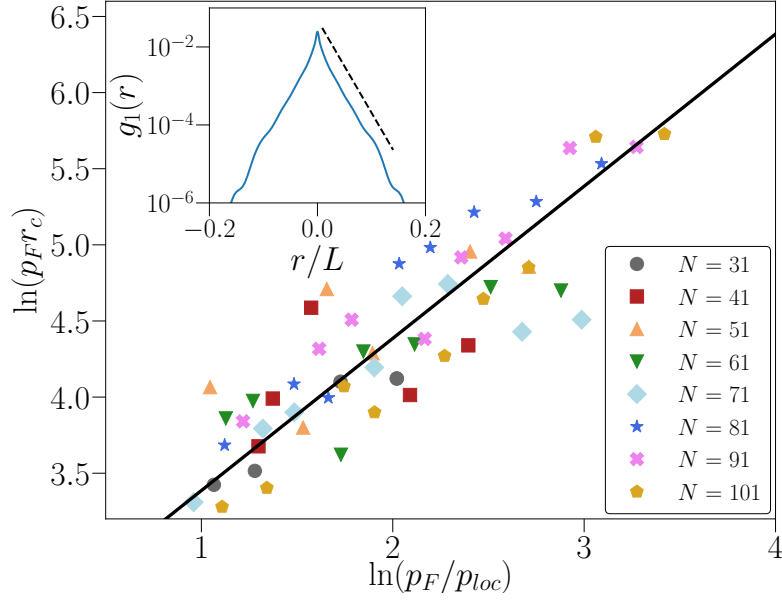 6.5
6.0
5.5
5.0
4.5
4.0
3.5
ln(p_F r_c)
10^{-2}
10^{-4}
10^{-6}
g_1(r)
−0.2 0.0 0.2
r/L
N = 31
N = 41
N = 51
N = 61
N = 71
N = 81
N = 91
N = 101
1 2 3 4
ln(p_F/p_{loc})